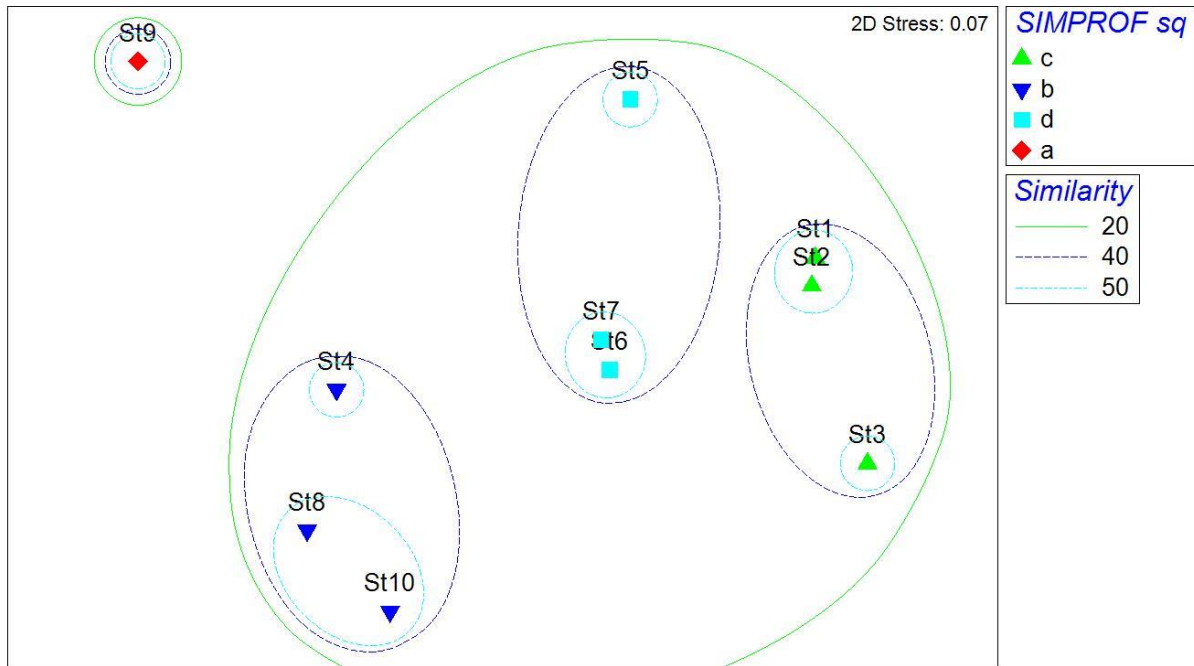 St9
2D Stress: 0.07
St5
St1
St2
St7
St6
St4
St3
St8
St10
SIMPROF sq
c
b
d
a
Similarity
20
40
50